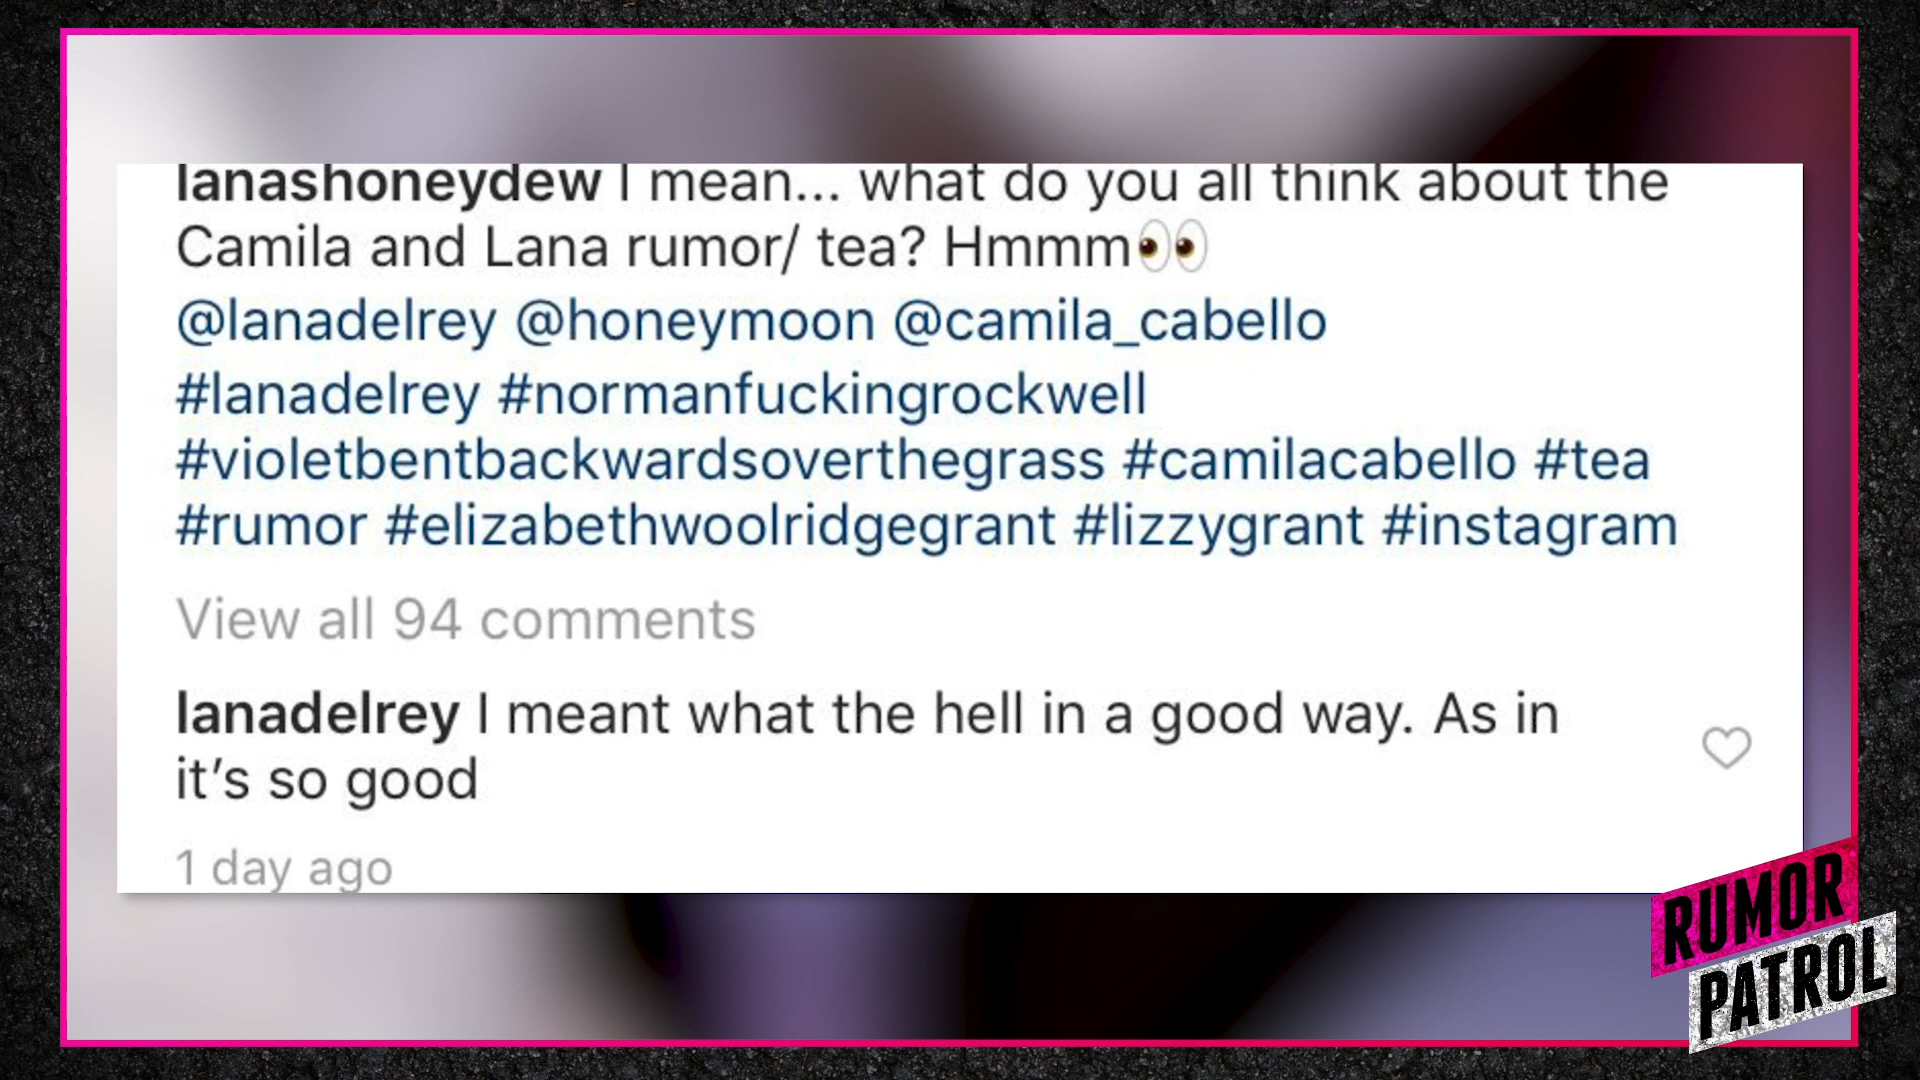 lanashoneydew I mean... what do you all think about the
Camila and Lana rumor/ tea? Hmmm👀
@lanadelrey @honeymoon @camila_cabello
#lanadelrey #normanfuckingrockwell
#violetbentbackwardsoverthegrass #camilacabello #tea
#rumor #elizabethwoolridgegrant #lizzygrant #instagram
View all 94 comments
lanadelrey I meant what the hell in a good way. As in
it’s so good
1 day ago
RUMOR
PATROL